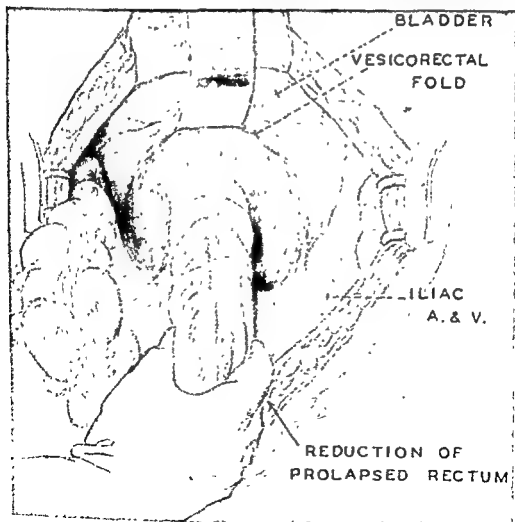 BLADDER
VESICORECTAL
FOLD
ILIAC
A. & V.
REDUCTION OF
PROLAPSED RECTUM